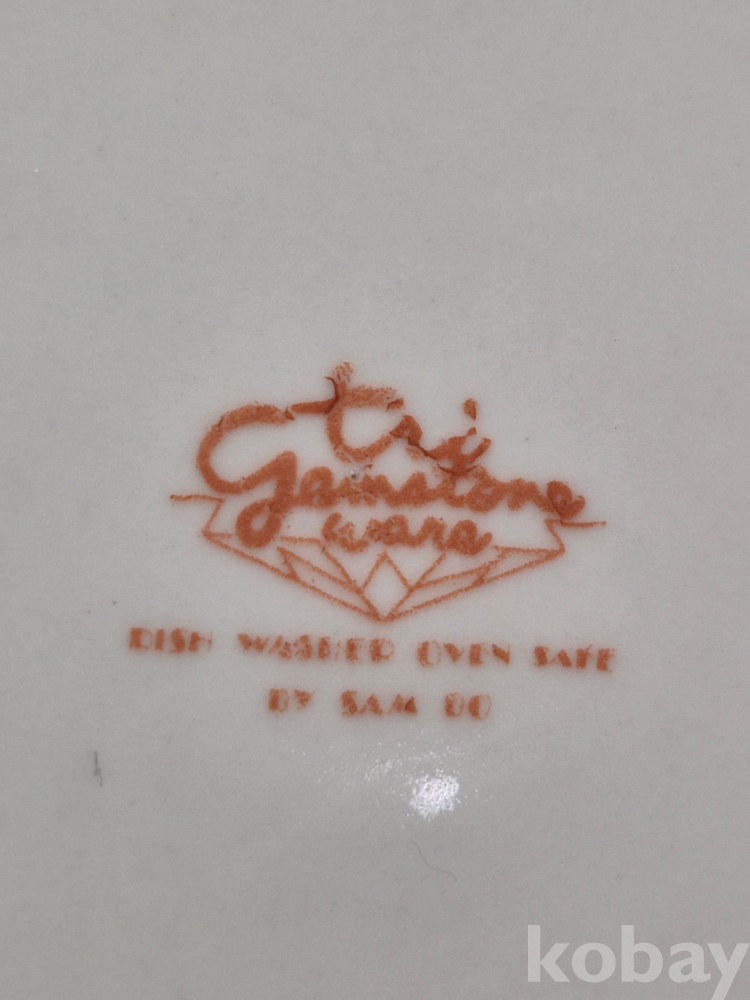 tri
Gemstone
ware
DISH WASHER OVEN SAFE
BY SAM DO
kobay